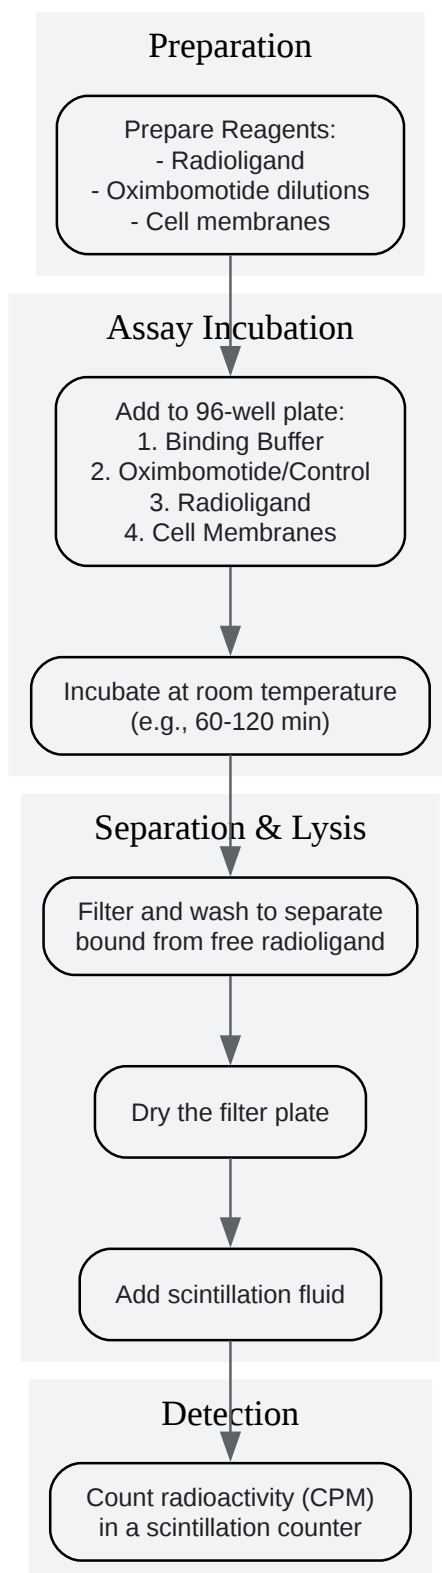 Preparation
Prepare Reagents:
- Radioligand
- Oximbomotide dilutions
- Cell membranes
Assay Incubation
Add to 96-well plate:
1. Binding Buffer
2. Oximbomotide/Control
3. Radioligand
4. Cell Membranes
Incubate at room temperature
(e.g., 60-120 min)
Separation & Lysis
Filter and wash to separate
bound from free radioligand
Dry the filter plate
Add scintillation fluid
Detection
Count radioactivity (CPM)
in a scintillation counter